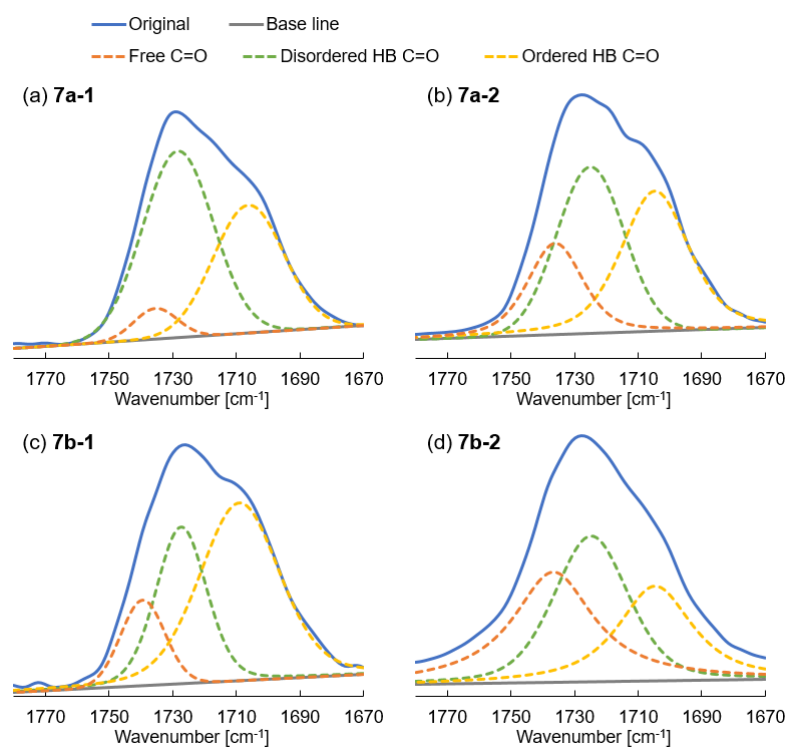 Original Base line
Free C=O Disordered HB C=O Ordered HB C=O
(a) 7a-1
1770 1750 1730 1710 1690 1670
Wavenumber [cm-1]
(b) 7a-2
1770 1750 1730 1710 1690 1670
Wavenumber [cm-1]
(c) 7b-1
1770 1750 1730 1710 1690 1670
Wavenumber [cm-1]
(d) 7b-2
1770 1750 1730 1710 1690 1670
Wavenumber [cm-1]